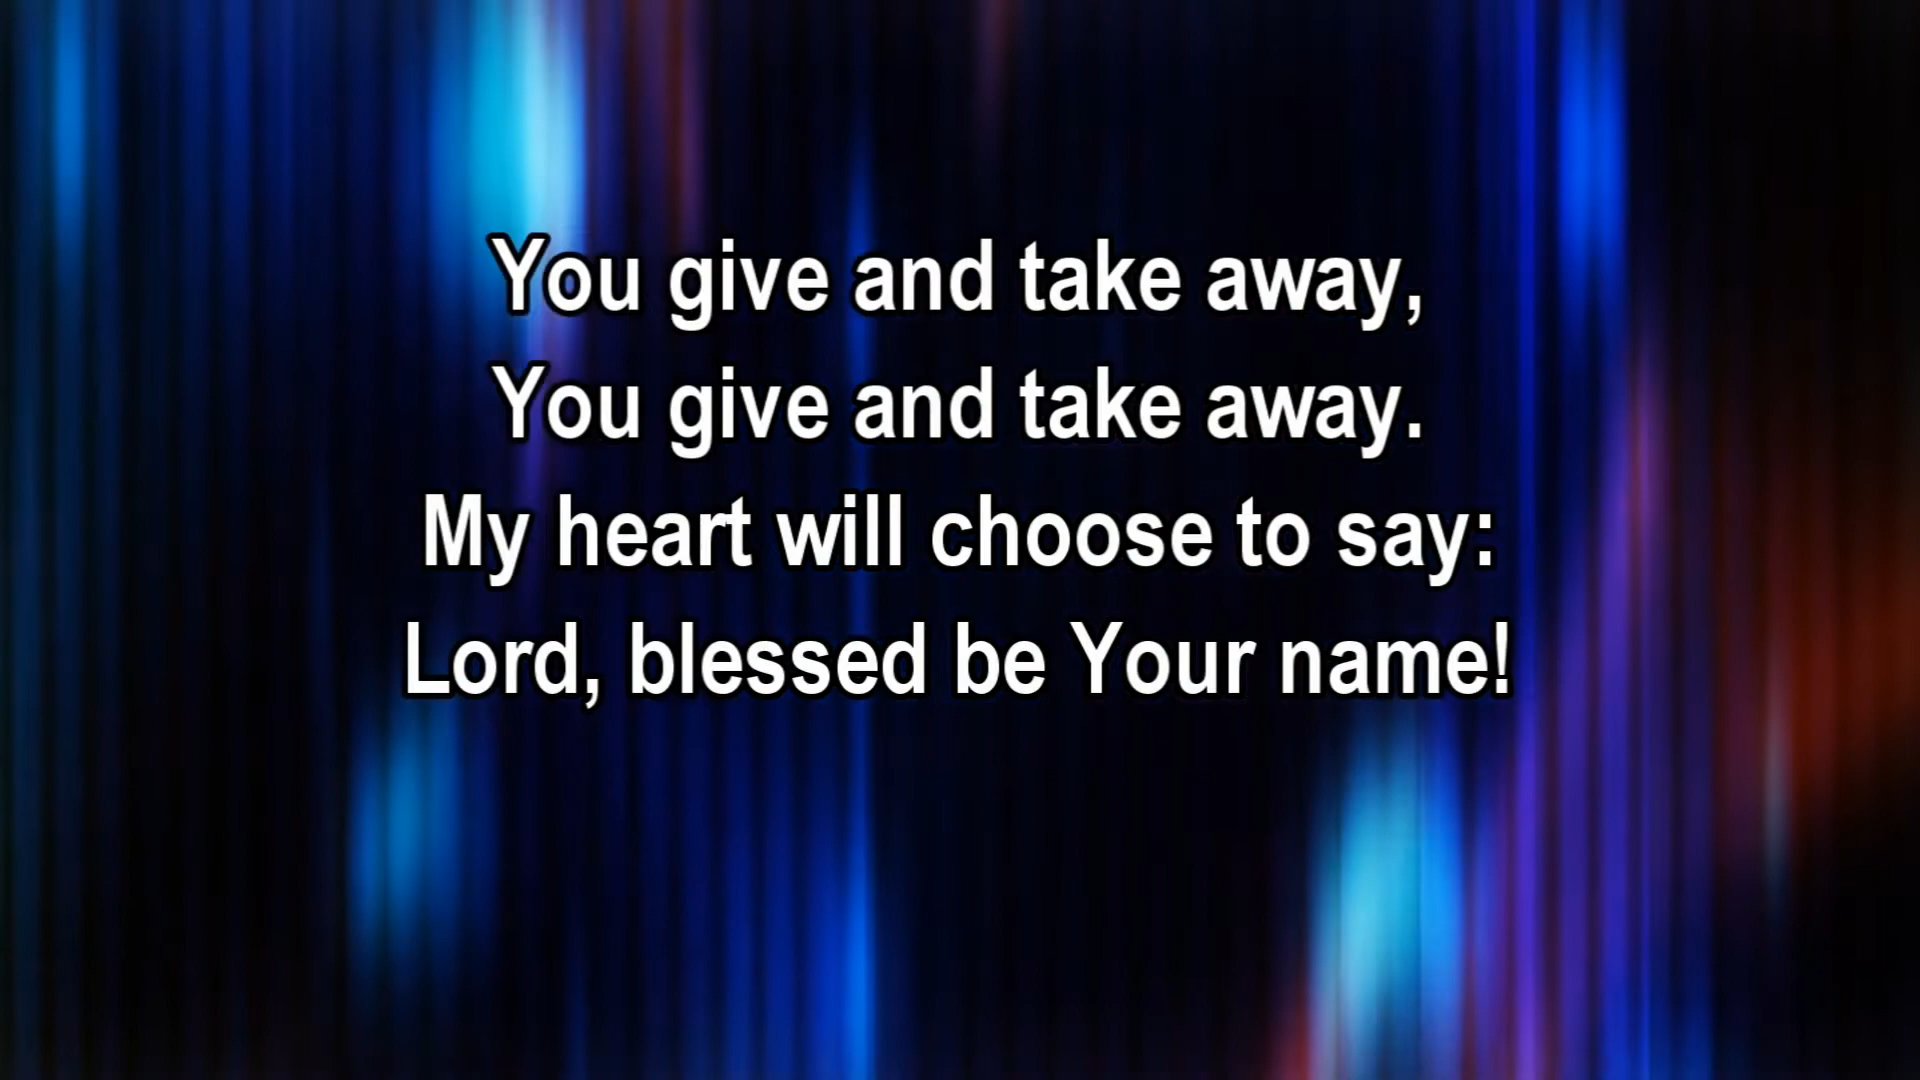 You give and take away,
You give and take away.
My heart will choose to say:
Lord, blessed be Your name!